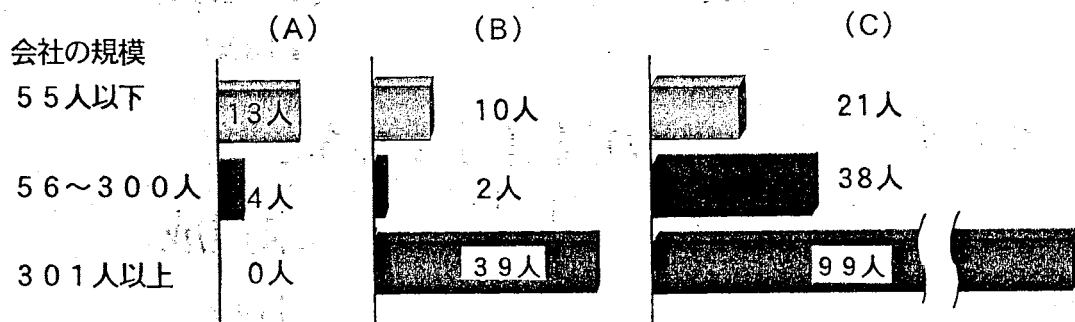 (A) (B) (C)
会社の規模
55人以下 13人 10人 21人
56～300人 4人 2人 38人
301人以上 0人 39人 99人